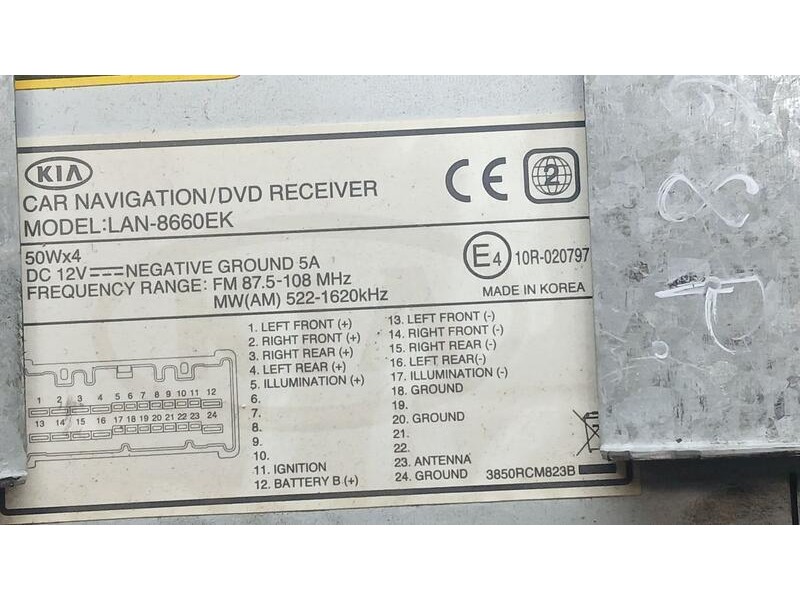 KIA
CAR NAVIGATION/DVD RECEIVER
MODEL:LAN-8660EK
CE 2
50Wx4
DC 12V NEGATIVE GROUND 5A
FREQUENCY RANGE: FM 87.5-108 MHz
MW(AM) 522-1620kHz
E4 10R-020797
MADE IN KOREA
1 2 3 4 5 6 7 8 9 10 11 12
13 14 15 16 17 18 19 20 21 22 23 24
1. LEFT FRONT (+)
2. RIGHT FRONT (+)
3. RIGHT REAR (+)
4. LEFT REAR (+)
5. ILLUMINATION (+)
6.
7.
8.
9.
10.
11. IGNITION
12. BATTERY B (+)
13. LEFT FRONT (-)
14. RIGHT FRONT (-)
15. RIGHT REAR (-)
16. LEFT REAR(-)
17. ILLUMINATION (-)
18. GROUND
19.
20. GROUND
21.
22.
23. ANTENNA
24. GROUND
3850RCM823B